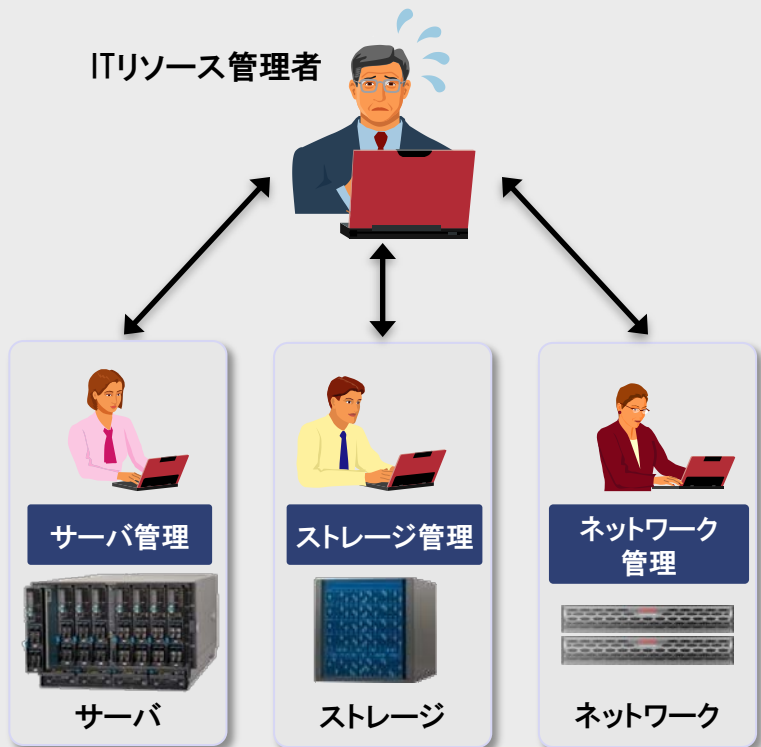 ITリソース管理者
サーバ管理
ストレージ管理
ネットワーク
管理
サーバ
ストレージ
ネットワーク